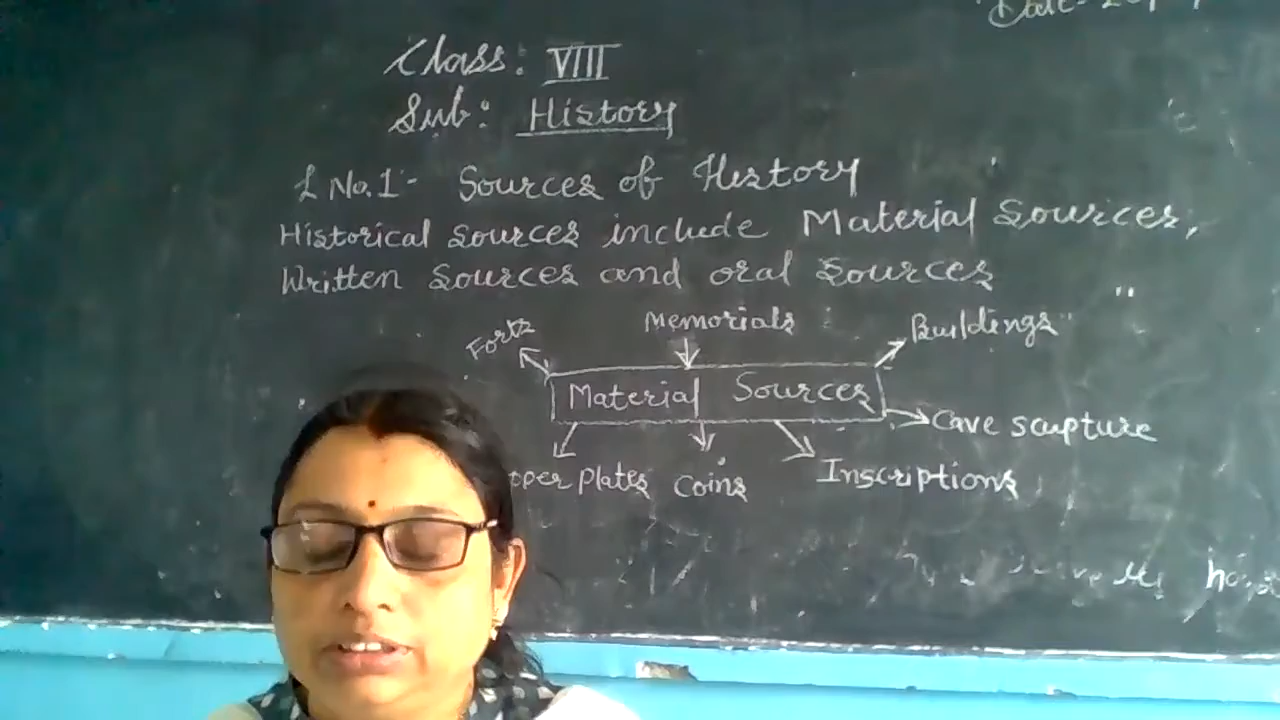 Date-
Class: VIII
Sub: History
L No.1- Sources of History
Historical sources include Material Sources,
Written sources and oral sources
Forts Memorials Buildings
Material Sources
Cave scupture
pper Plates Coins Inscriptions